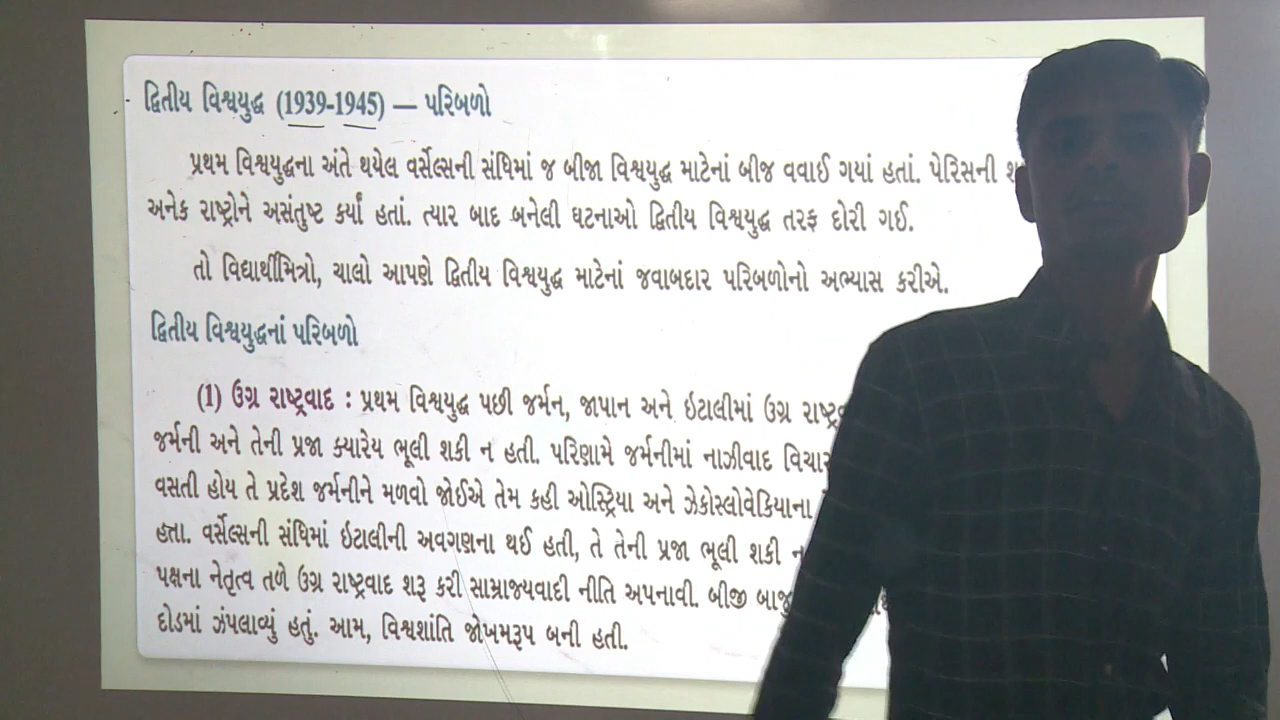 દ્વિતીય વિશ્વયુદ્ધ (1939-1945) — પરિબળો
પ્રથમ વિશ્વયુદ્ધના અંતે થયેલ વર્સેલ્સની સંધિમાં જ બીજા વિશ્વયુદ્ધ માટેનાં બીજ વવાઈ ગયાં હતાં. પેરિસની
અનેક રાષ્ટ્રોને અસંતુષ્ટ કર્યાં હતાં. ત્યાર બાદ બનેલી ઘટનાઓ દ્વિતીય વિશ્વયુદ્ધ તરફ દોરી ગઈ.
તો વિદ્યાર્થીમિત્રો, ચાલો આપણે દ્વિતીય વિશ્વયુદ્ધ માટેનાં જવાબદાર પરિબળોનો અભ્યાસ કરીએ.
દ્વિતીય વિશ્વયુદ્ધનાં પરિબળો
(1) ઉગ્ર રાષ્ટ્રવાદ : પ્રથમ વિશ્વયુદ્ધ પછી જર્મન, જાપાન અને ઇટાલીમાં ઉગ્ર
જર્મની અને તેની પ્રજા ક્યારેય ભૂલી શકી ન હતી. પરિણામે જર્મનીમાં નાઝીવાદ
વસતી હોય તે પ્રદેશ જર્મનીને મળવો જોઈએ તેમ કહી ઓસ્ટ્રિયા અને ઝેકોસ્લોવેકિયાના
હતા. વર્સેલ્સની સંધિમાં ઇટાલીની અવગણના થઈ હતી, તે તેની પ્રજા ભૂલી શકી ન
પક્ષના નેતૃત્વ તળે ઉગ્ર રાષ્ટ્રવાદ શરૂ કરી સામ્રાજ્યવાદી નીતિ અપનાવી. બીજી બાજુ
દોડમાં ઝંપલાવ્યું હતું. આમ, વિશ્વશાંતિ જોખમરૂપ બની હતી.